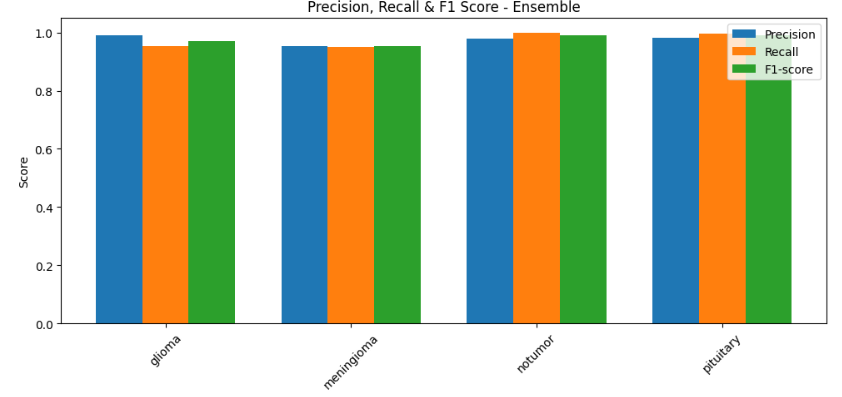 Precision, Recall & F1 Score - Ensemble
Precision
Recall
F1-score
Score
1.0
0.8
0.6
0.4
0.2
0.0
glioma
meningioma
notumor
pituitary